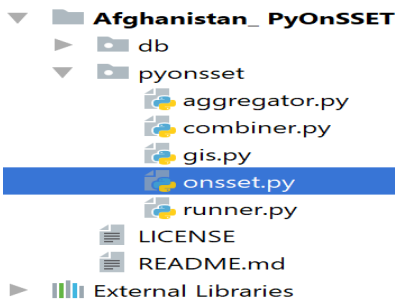 Afghanistan_ PyOnSSET
db
pyonsset
aggregator.py
combiner.py
gis.py
onsset.py
runner.py
LICENSE
README.md
External Libraries